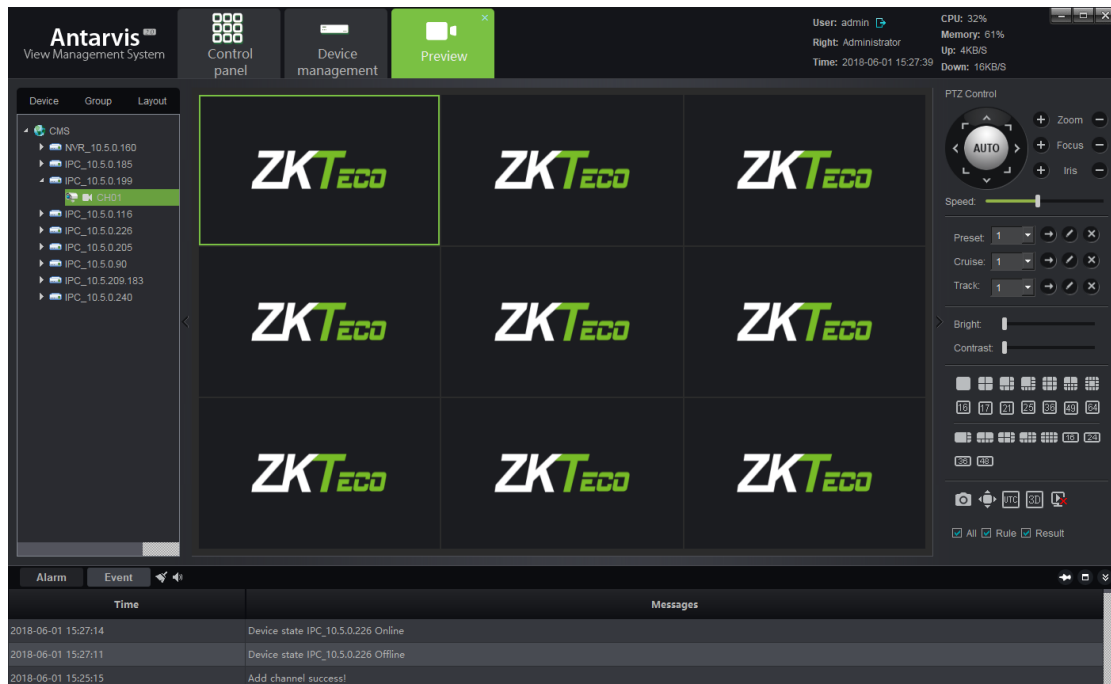 Antarvis 2.0
View Management System
Control
panel
Device
management
Preview
User: admin
Right: Administrator
Time: 2018-06-01 15:27:39
CPU: 32%
Memory: 61%
Up: 4KB/S
Down: 16KB/S
Device Group Layout
CMS
NVR_10.5.0.160
IPC_10.5.0.185
IPC_10.5.0.199
CH01
IPC_10.5.0.116
IPC_10.5.0.226
IPC_10.5.0.205
IPC_10.5.0.90
IPC_10.5.209.183
IPC_10.5.0.240
ZKTECO ZKTECO ZKTECO
ZKTECO ZKTECO ZKTECO
ZKTECO ZKTECO ZKTECO
PTZ Control
AUTO
+ Zoom −
+ Focus −
+ Iris −
Speed:
Preset: 1
Cruise: 1
Track: 1
Bright:
Contrast:
16 17 21 25 36 49 64
16 24
36 48
UTC 3D
All Rule Result
Alarm Event
Time Messages
2018-06-01 15:27:14 Device state IPC_10.5.0.226 Online
2018-06-01 15:27:11 Device state IPC_10.5.0.226 Offline
2018-06-01 15:25:15 Add channel success!